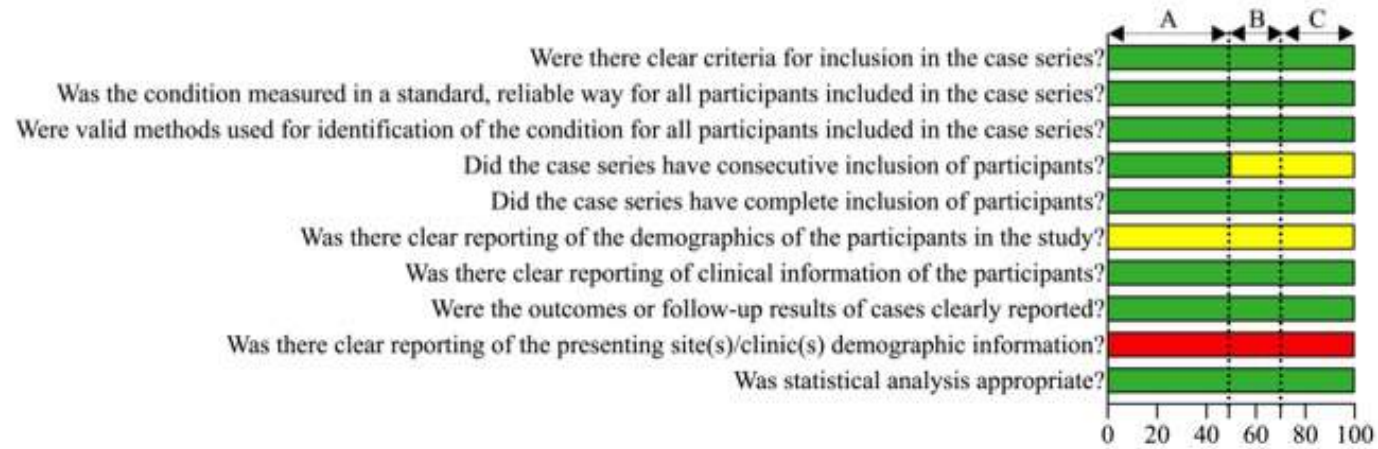 A B C
Were there clear criteria for inclusion in the case series?
Was the condition measured in a standard, reliable way for all participants included in the case series?
Were valid methods used for identification of the condition for all participants included in the case series?
Did the case series have consecutive inclusion of participants?
Did the case series have complete inclusion of participants?
Was there clear reporting of the demographics of the participants in the study?
Was there clear reporting of clinical information of the participants?
Were the outcomes or follow-up results of cases clearly reported?
Was there clear reporting of the presenting site(s)/clinic(s) demographic information?
Was statistical analysis appropriate?
0 20 40 60 80 100